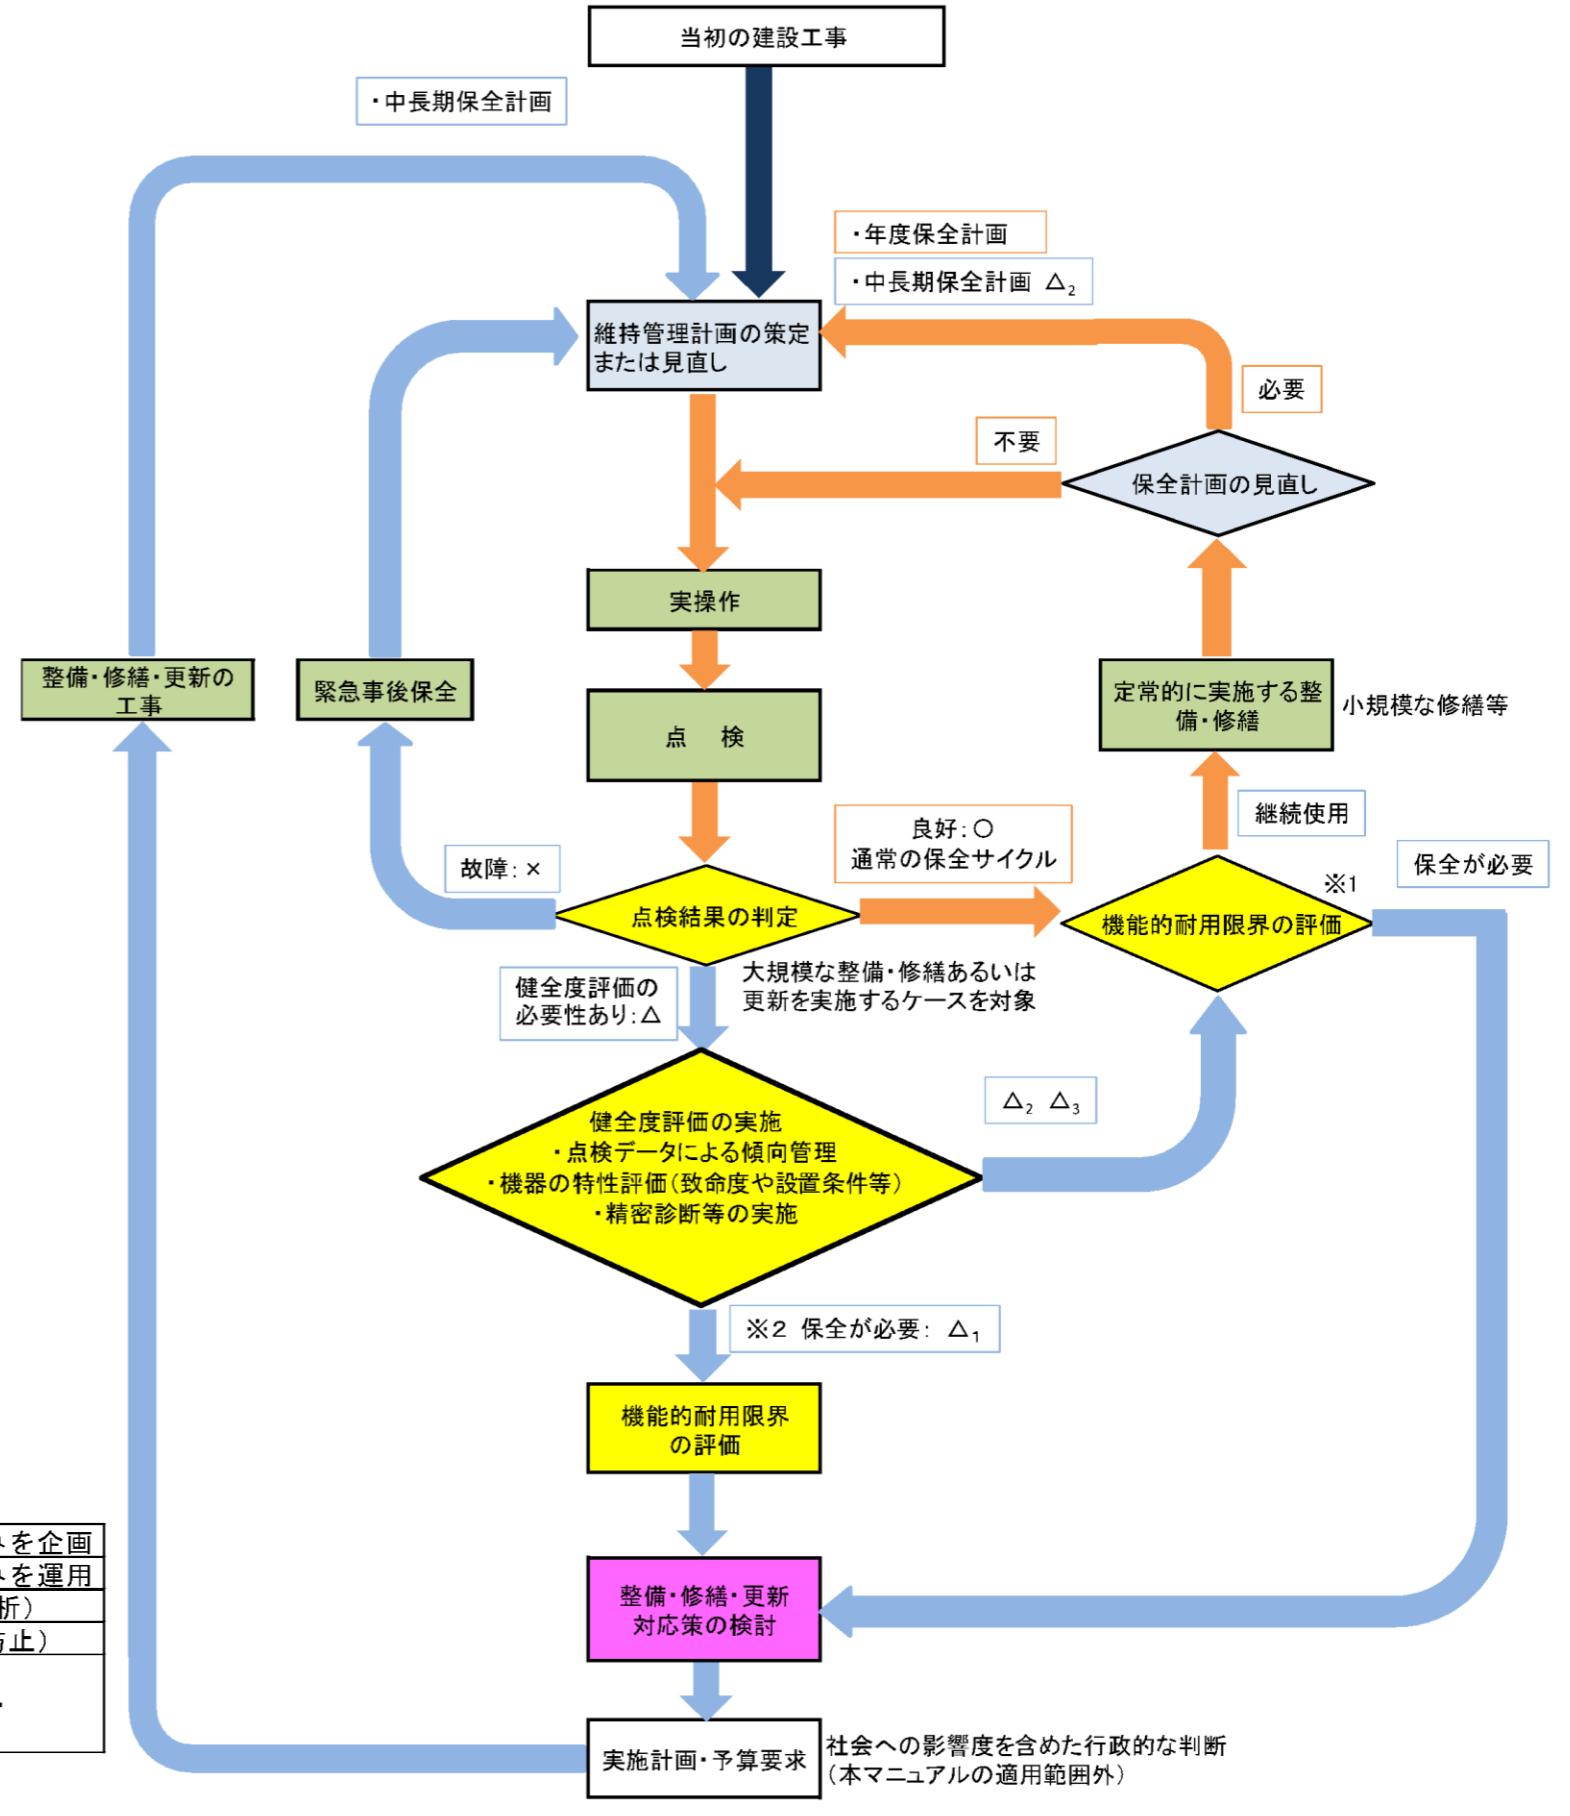 当初の建設工事
・中長期保全計画
・年度保全計画
・中長期保全計画 △₂
維持管理計画の策定
または見直し
必要
不要
保全計画の見直し
実操作
整備・修繕・更新の
工事
緊急事後保全
点　検
定常的に実施する整
備・修繕
小規模な修繕等
継続使用
良好：○
通常の保全サイクル
故障：×
保全が必要
※1
点検結果の判定
機能的耐用限界の評価
健全度評価の
必要性あり：△
大規模な整備・修繕あるいは
更新を実施するケースを対象
△₂ △₃
健全度評価の実施
・点検データによる傾向管理
・機器の特性評価（致命度や設置条件等）
・精密診断等の実施
※2 保全が必要： △₁
機能的耐用限界
の評価
を企画
を運用
析）
止）
整備・修繕・更新
対応策の検討
実施計画・予算要求
社会への影響度を含めた行政的な判断
（本マニュアルの適用範囲外）